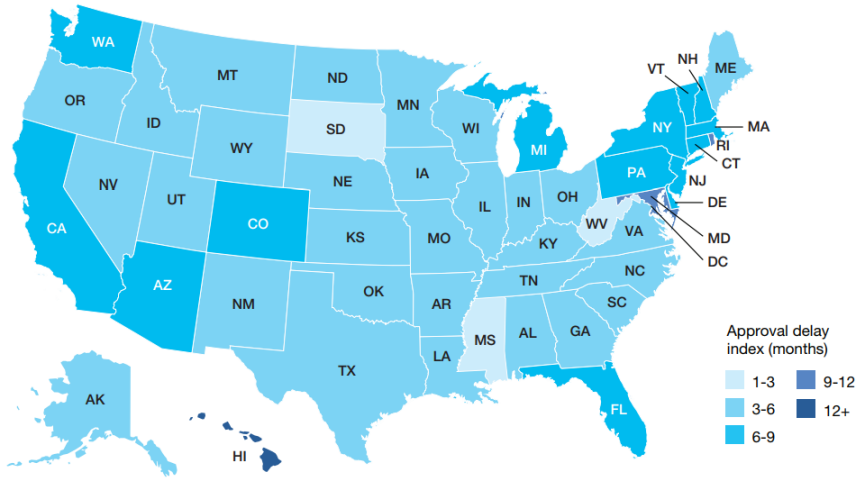 WA
MT
ND
MN
OR
ID
SD
WI
MI
VT
NH
ME
WY
NY
MA
RI
CT
NV
UT
NE
IA
PA
NJ
CA
CO
IL
IN
OH
DE
WV
VA
MD
DC
KS
MO
KY
AZ
NM
OK
TN
NC
AR
SC
MS
AL
GA
LA
TX
FL
AK
HI
Approval delay
index (months)
1-3
9-12
3-6
12+
6-9